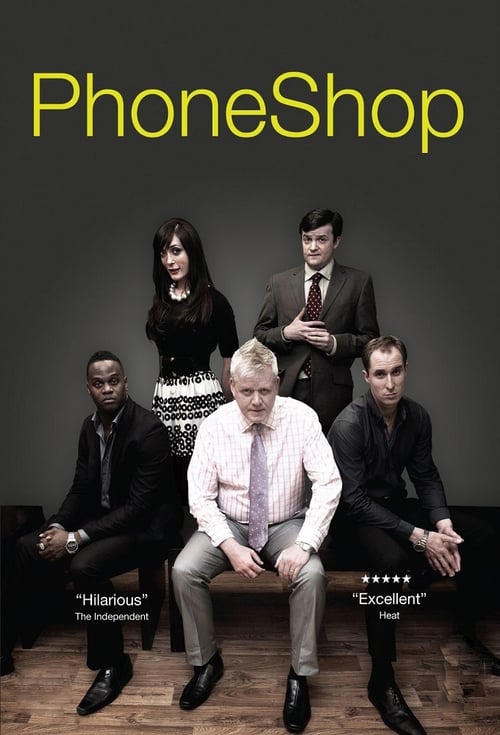 PhoneShop
★★★★★
“Hilarious”
The Independent
“Excellent”
Heat